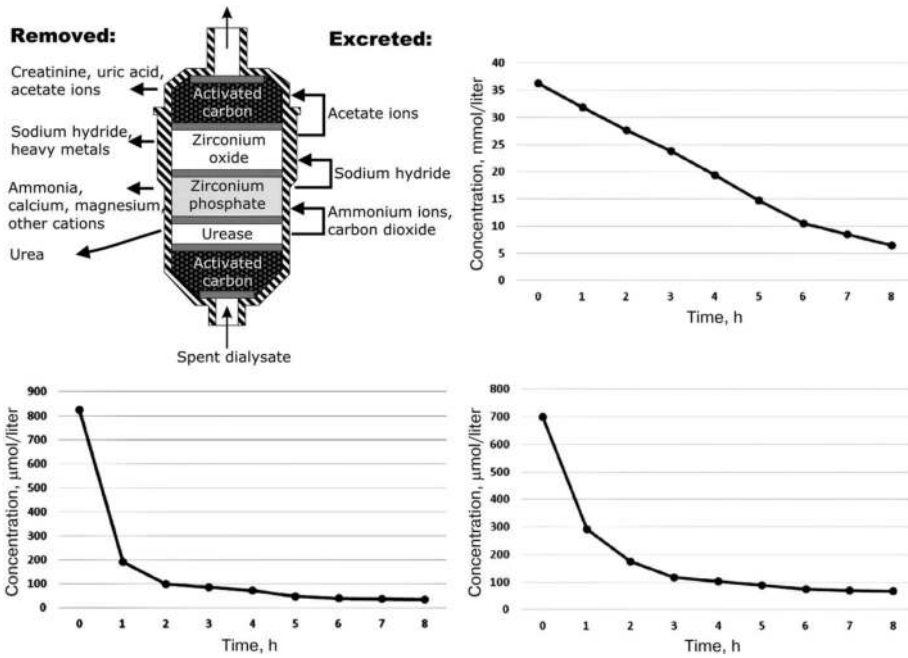 Removed:
Excreted:
Creatinine, uric acid,
acetate ions
Sodium hydride,
heavy metals
Ammonia,
calcium, magnesium,
other cations
Urea
Activated
carbon
Zirconium
oxide
Zirconium
phosphate
Urease
Activated
carbon
Acetate ions
Sodium hydride
Ammonium ions,
carbon dioxide
Spent dialysate
Concentration, mmol/liter
40
35
30
25
20
15
10
5
0
0 1 2 3 4 5 6 7 8
Time, h
Concentration, µmol/liter
900
800
700
600
500
400
300
200
100
0
0 1 2 3 4 5 6 7 8
Time, h
Concentration, µmol/liter
800
700
600
500
400
300
200
100
0
0 1 2 3 4 5 6 7 8
Time, h